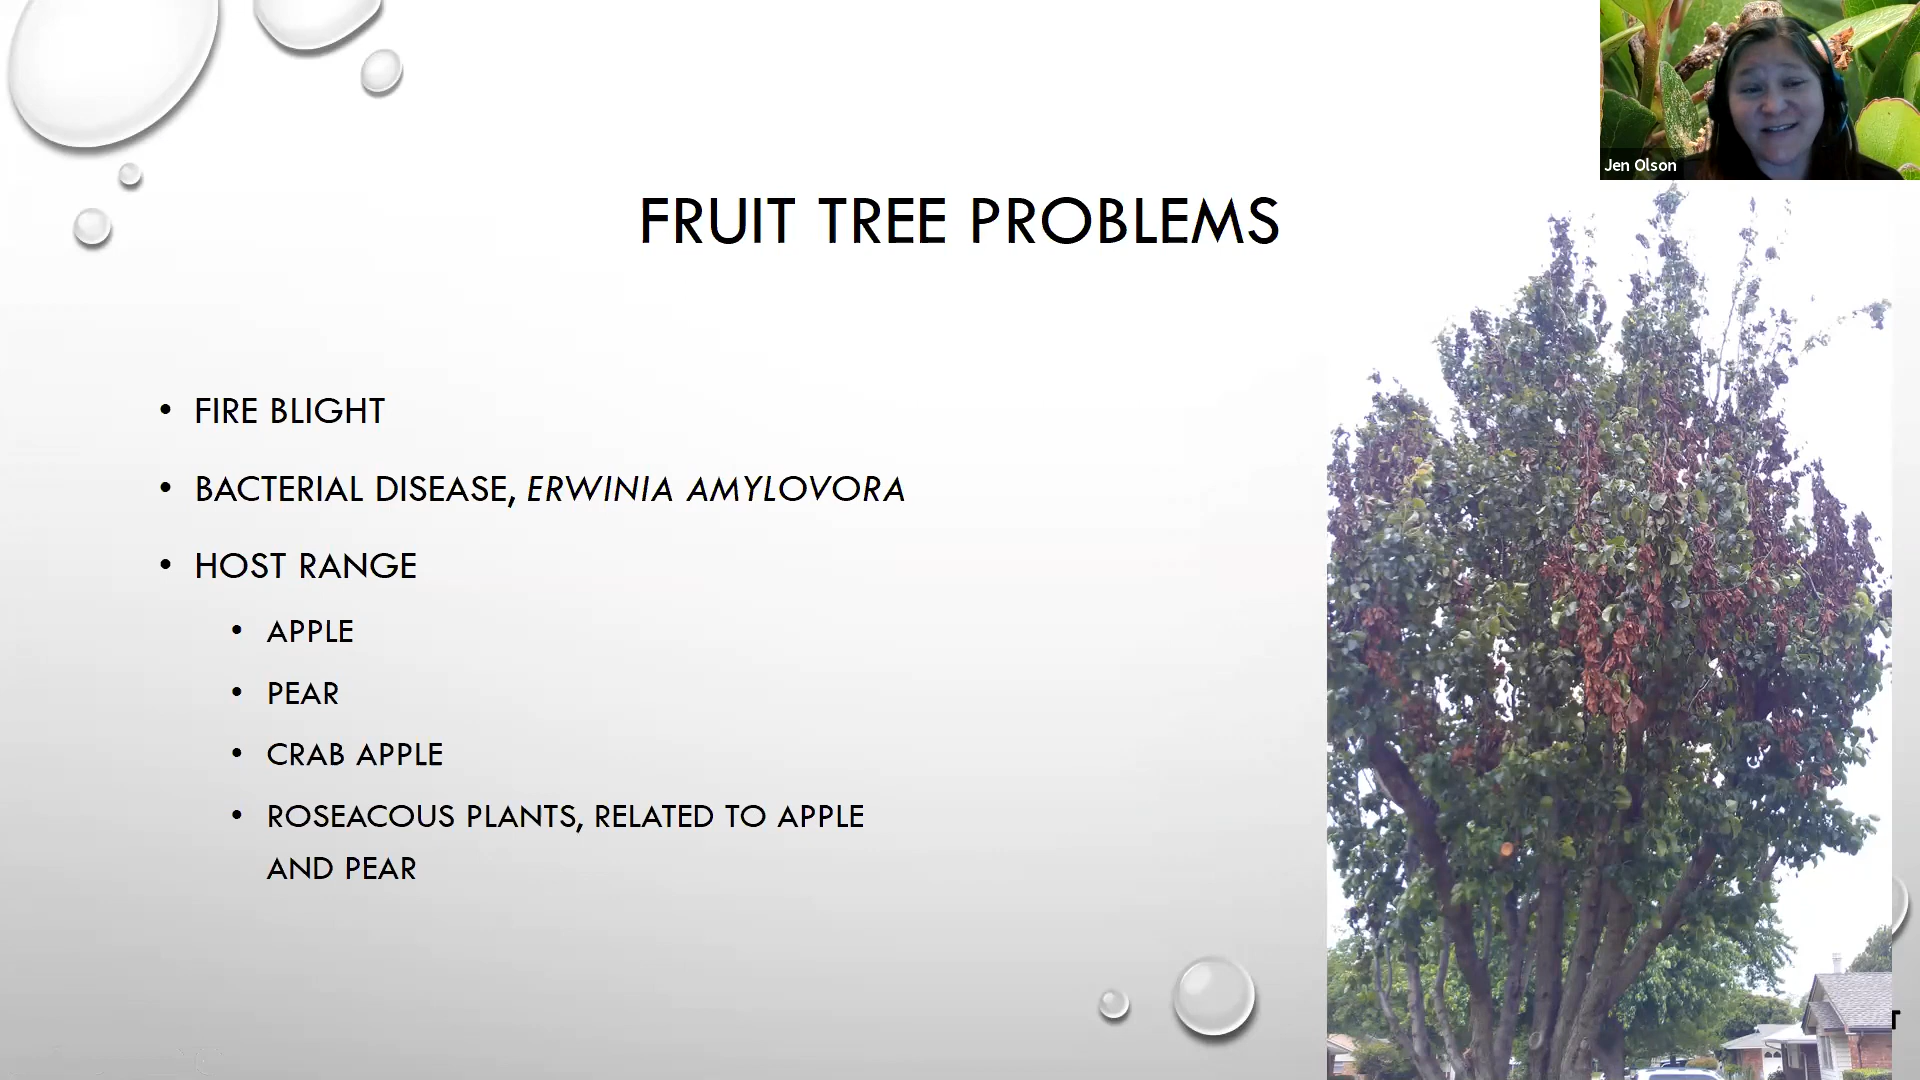 Jen Olson
FRUIT TREE PROBLEMS
• FIRE BLIGHT
• BACTERIAL DISEASE, ERWINIA AMYLOVORA
• HOST RANGE
• APPLE
• PEAR
• CRAB APPLE
• ROSEACOUS PLANTS, RELATED TO APPLE
AND PEAR
T